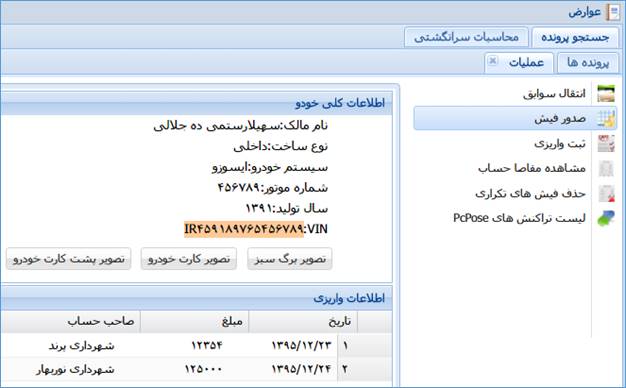 عوارض
جستجو پرونده
محاسبات سرانگشتی
پرونده ها
عملیات
انتقال سوابق
صدور فیش
ثبت واریزی
مشاهده مفاصا حساب
حذف فیش های تکراری
لیست تراکنش های PcPose
اطلاعات کلی خودو
نام مالک:سهیلارستمی ده جلالی
نوع ساخت:داخلی
سیستم خودرو:ایسوزو
شماره موتور:۴۵۶۷۸۹
سال تولید:۱۳۹۱
VIN:IR۴۵۹۱۸۹۷۶۵۴۵۶۷۸۹
تصویر برگ سبز تصویر کارت خودرو تصویر پشت کارت خودرو
اطلاعات واریزی
تاریخ مبلغ صاحب حساب
۱ ۱۳۹۵/۱۲/۲۳ ۱۲۳۵۴ شهرداری پرند
۲ ۱۳۹۵/۱۲/۲۴ ۱۲۵۰۰۰ شهرداری نوربهار